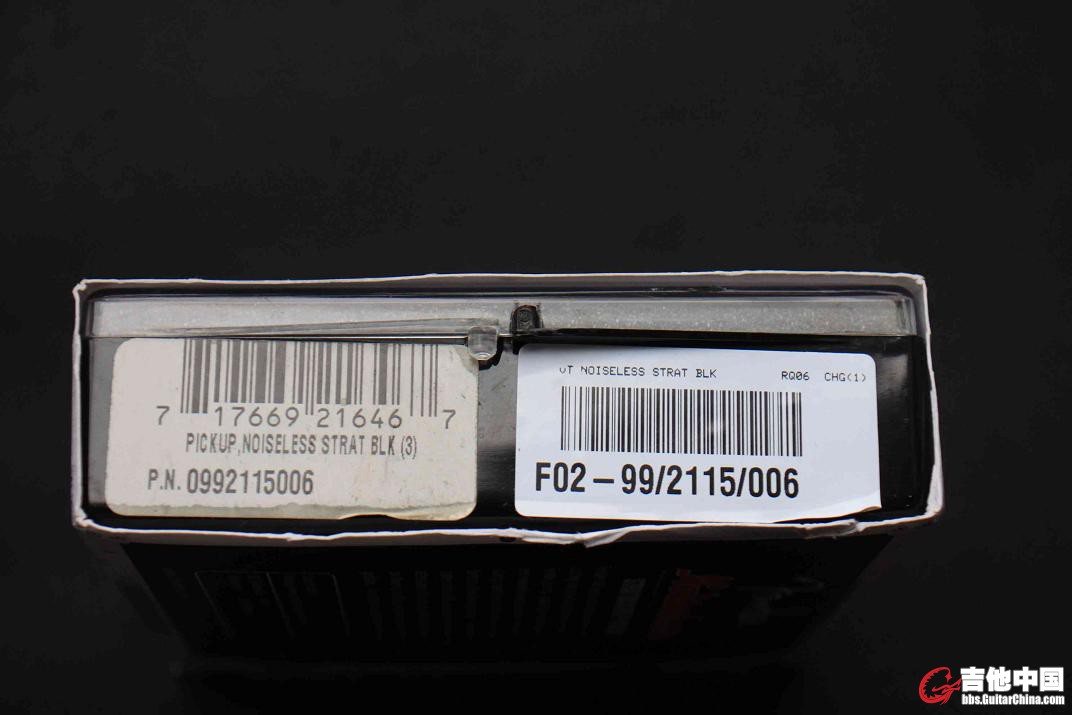 7 17669 21646 7
PICKUP,NOISELESS STRAT BLK (3)
P.N. 0992115006
VT NOISELESS STRAT BLK RQ06 CHG(1)
F02-99/2115/006
吉他中国
bbs.GuitarChina.com